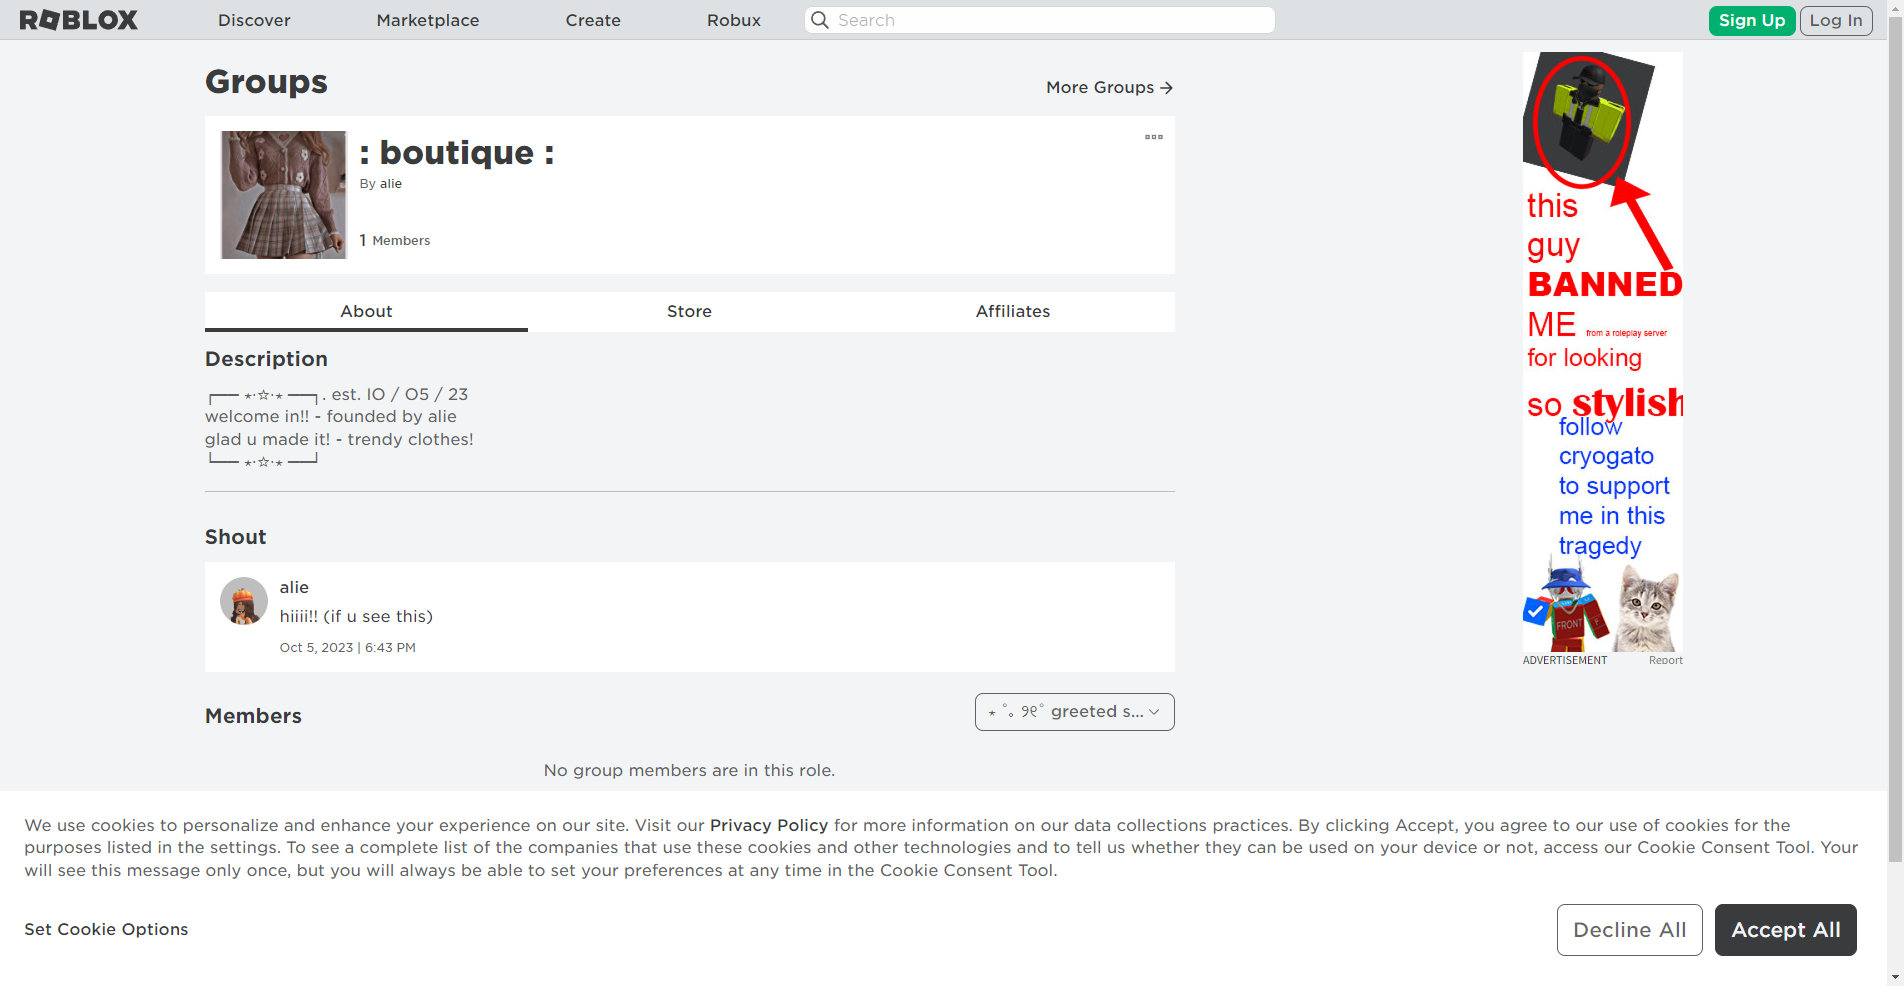 ROBLOX
Discover
Marketplace
Create
Robux
Search
Sign Up
Log In
Groups
More Groups →
: boutique :
By alie
1 Members
About
Store
Affiliates
Description
┌── ⋆⋅☆⋅⋆ ──┐. est. IO / O5 / 23
welcome in!! - founded by alie
glad u made it! - trendy clothes!
└── ⋆⋅☆⋅⋆ ──┘
Shout
alie
hiiii!! (if u see this)
Oct 5, 2023 | 6:43 PM
Members
⋆ ˚｡ ୨୧˚ greeted s...
No group members are in this role.
this
guy
BANNED
ME from a roleplay server
for looking
so stylish
follow
cryogato
to support
me in this
tragedy
FRONT
ADVERTISEMENT
Report
We use cookies to personalize and enhance your experience on our site. Visit our Privacy Policy for more information on our data collections practices. By clicking Accept, you agree to our use of cookies for the
purposes listed in the settings. To see a complete list of the companies that use these cookies and other technologies and to tell us whether they can be used on your device or not, access our Cookie Consent Tool. Your
will see this message only once, but you will always be able to set your preferences at any time in the Cookie Consent Tool.
Set Cookie Options
Decline All
Accept All